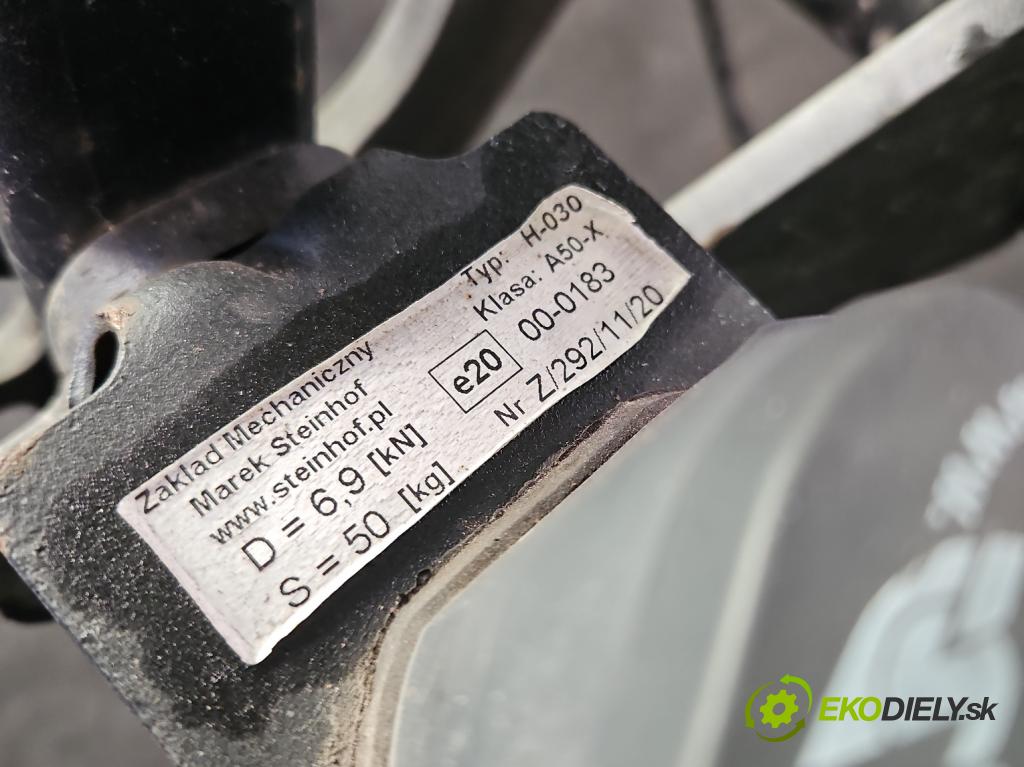 Zakład Mechaniczny
Marek Steinhof
www.steinhof.pl
D = 6,9 [kN]
S = 50 [kg]
Typ: H-030
Klasa: A50-X
e20 00-0183
Nr Z/292/11/20
EKODIELY.sk